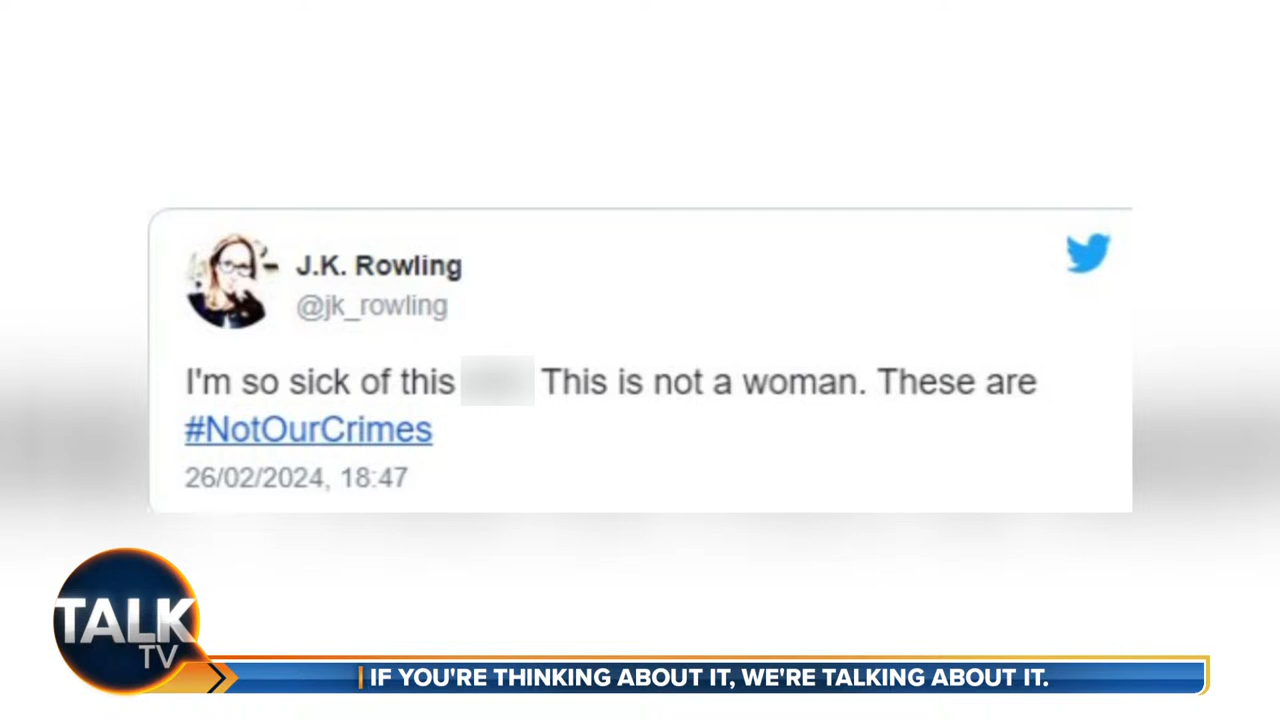 J.K. Rowling
@jk_rowling
I'm so sick of this This is not a woman. These are
#NotOurCrimes
26/02/2024, 18:47
TALK
TV
IF YOU'RE THINKING ABOUT IT, WE'RE TALKING ABOUT IT.